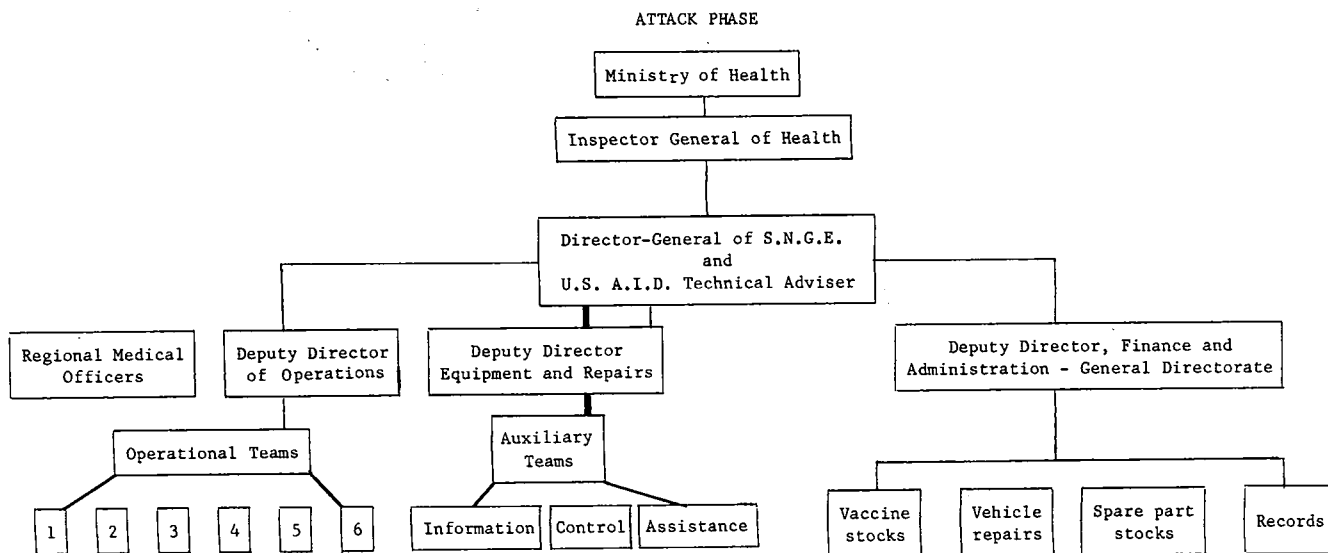 ATTACK PHASE
Ministry of Health
Inspector General of Health
Director-General of S.N.G.E.
and
U.S. A.I.D. Technical Adviser
Regional Medical
Officers
Deputy Director
of Operations
Deputy Director
Equipment and Repairs
Deputy Director, Finance and
Administration - General Directorate
Operational Teams
Auxiliary
Teams
1
2
3
4
5
6
Information
Control
Assistance
Vaccine
stocks
Vehicle
repairs
Spare part
stocks
Records